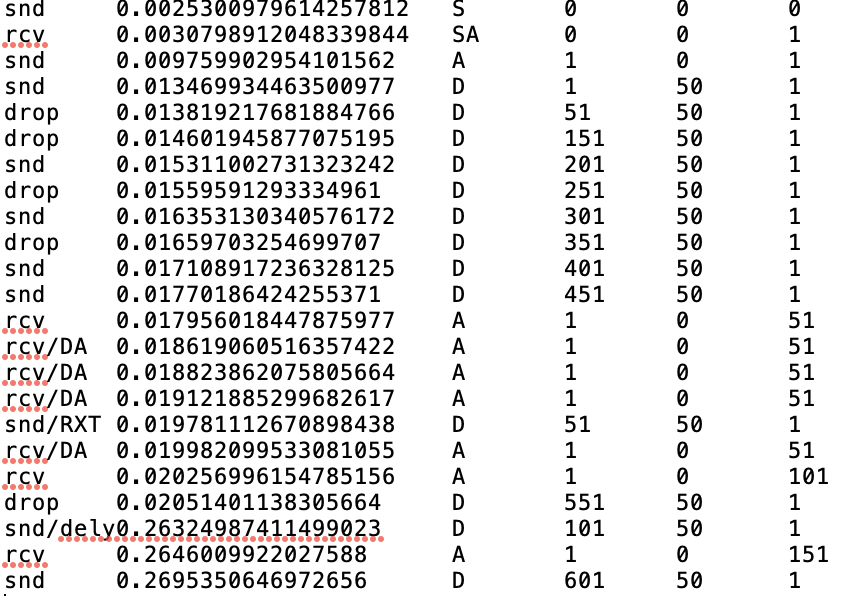 snd 0.0025300979614257812 S 0 0 0
rcv 0.0030798912048339844 SA 0 0 1
snd 0.009759902954101562 A 1 0 1
snd 0.013469934463500977 D 1 50 1
drop 0.013819217681884766 D 51 50 1
drop 0.014601945877075195 D 151 50 1
snd 0.015311002731323242 D 201 50 1
drop 0.01559591293334961 D 251 50 1
snd 0.016353130340576172 D 301 50 1
drop 0.01659703254699707 D 351 50 1
snd 0.017108917236328125 D 401 50 1
snd 0.01770186424255371 D 451 50 1
rcv 0.017956018447875977 A 1 0 51
rcv/DA 0.018619060516357422 A 1 0 51
rcv/DA 0.018823862075805664 A 1 0 51
rcv/DA 0.019121885299682617 A 1 0 51
snd/RXT 0.019781112670898438 D 51 50 1
rcv/DA 0.019982099533081055 A 1 0 51
rcv 0.020256996154785156 A 1 0 101
drop 0.02051401138305664 D 551 50 1
snd/dely0.26324987411499023 D 101 50 1
rcv 0.2646009922027588 A 1 0 151
snd 0.2695350646972656 D 601 50 1